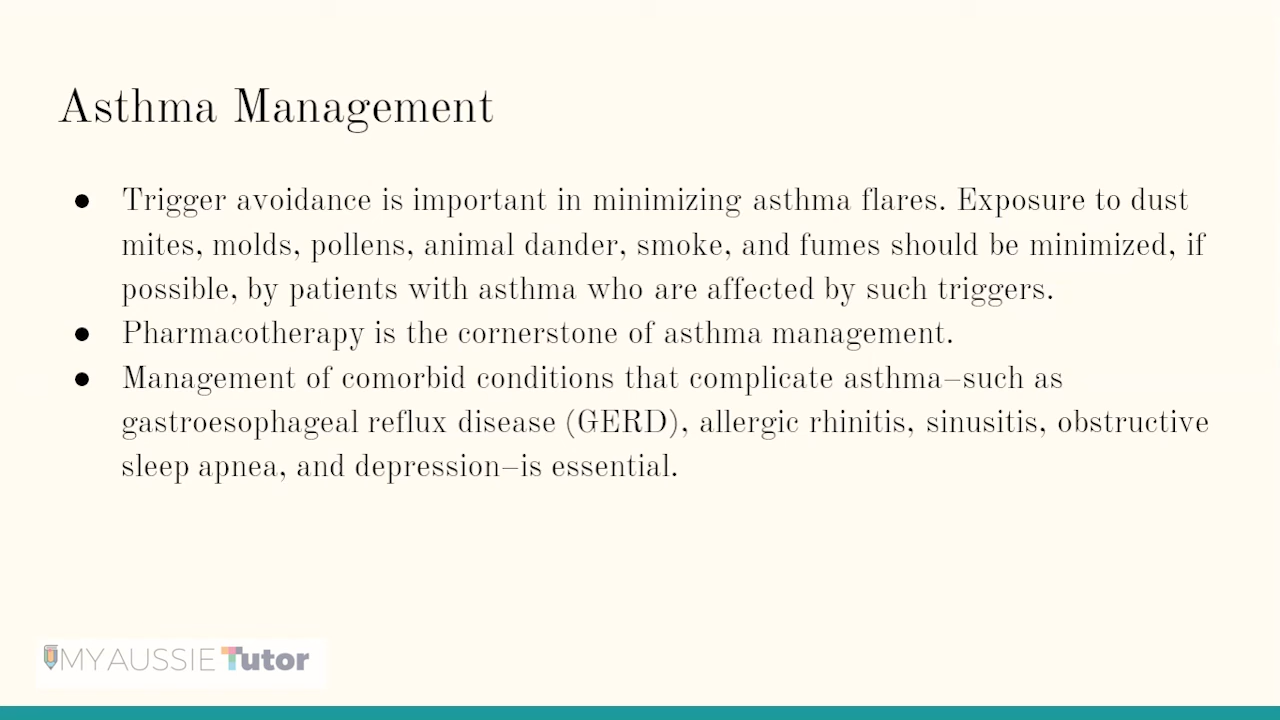 Asthma Management
● Trigger avoidance is important in minimizing asthma flares. Exposure to dust
mites, molds, pollens, animal dander, smoke, and fumes should be minimized, if
possible, by patients with asthma who are affected by such triggers.
● Pharmacotherapy is the cornerstone of asthma management.
● Management of comorbid conditions that complicate asthma–such as
gastroesophageal reflux disease (GERD), allergic rhinitis, sinusitis, obstructive
sleep apnea, and depression–is essential.
MY AUSSIE Tutor